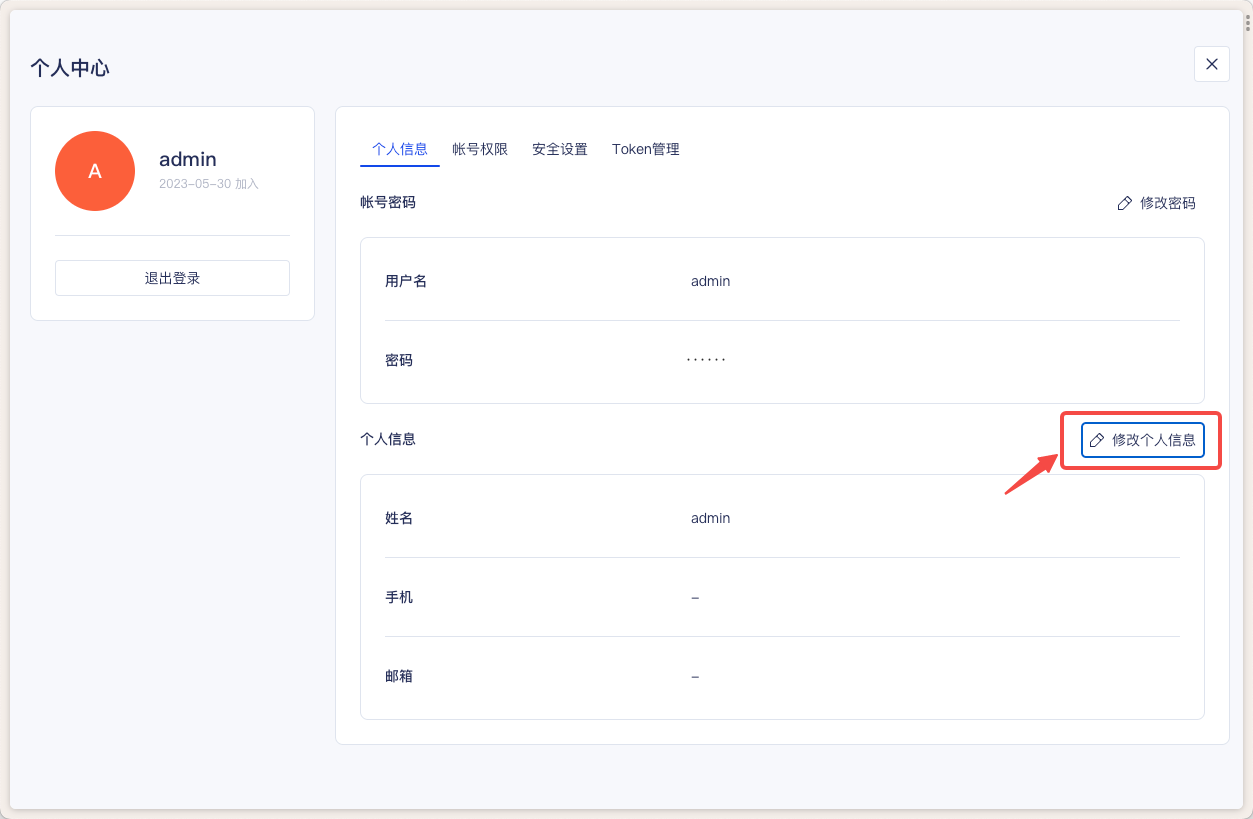 个人中心
A
admin
2023-05-30 加入
退出登录
个人信息 帐号权限 安全设置 Token管理
帐号密码 修改密码
用户名 admin
密码 ······
个人信息 修改个人信息
姓名 admin
手机 –
邮箱 –